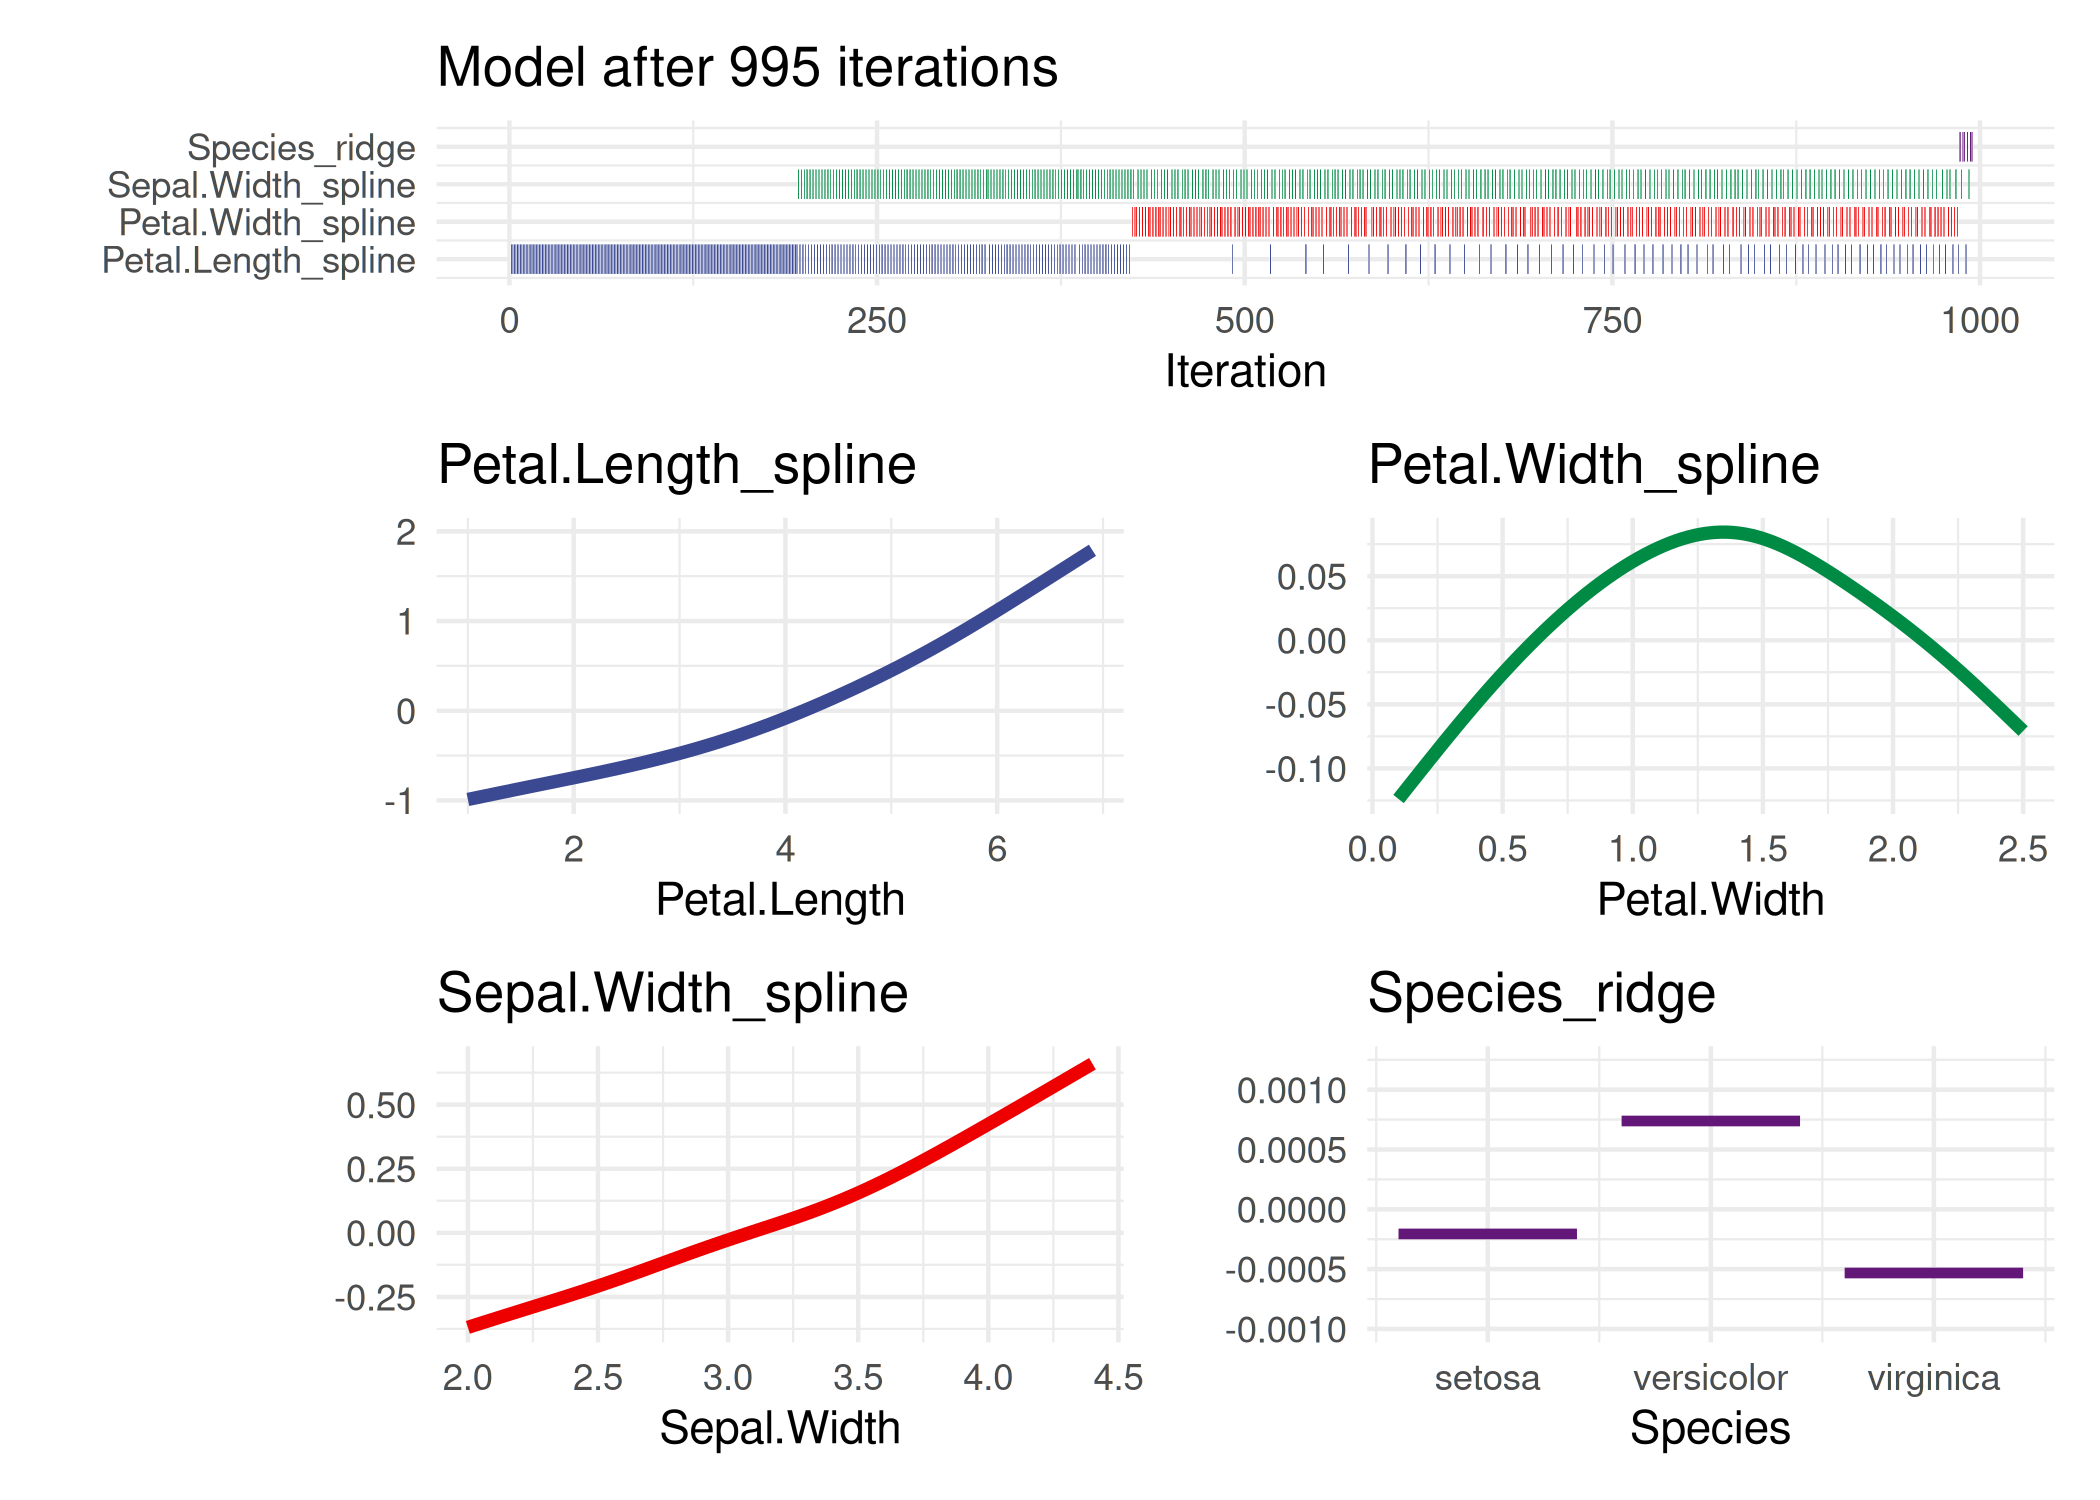 Model after 995 iterations
Species_ridge
Sepal.Width_spline
Petal.Width_spline
Petal.Length_spline
0 250 500 750 1000
Iteration
Petal.Length_spline
2
1
0
-1
2 4 6
Petal.Length
Petal.Width_spline
0.05
0.00
-0.05
-0.10
0.0 0.5 1.0 1.5 2.0 2.5
Petal.Width
Sepal.Width_spline
0.50
0.25
0.00
-0.25
2.0 2.5 3.0 3.5 4.0 4.5
Sepal.Width
Species_ridge
0.0010
0.0005
0.0000
-0.0005
-0.0010
setosa versicolor virginica
Species